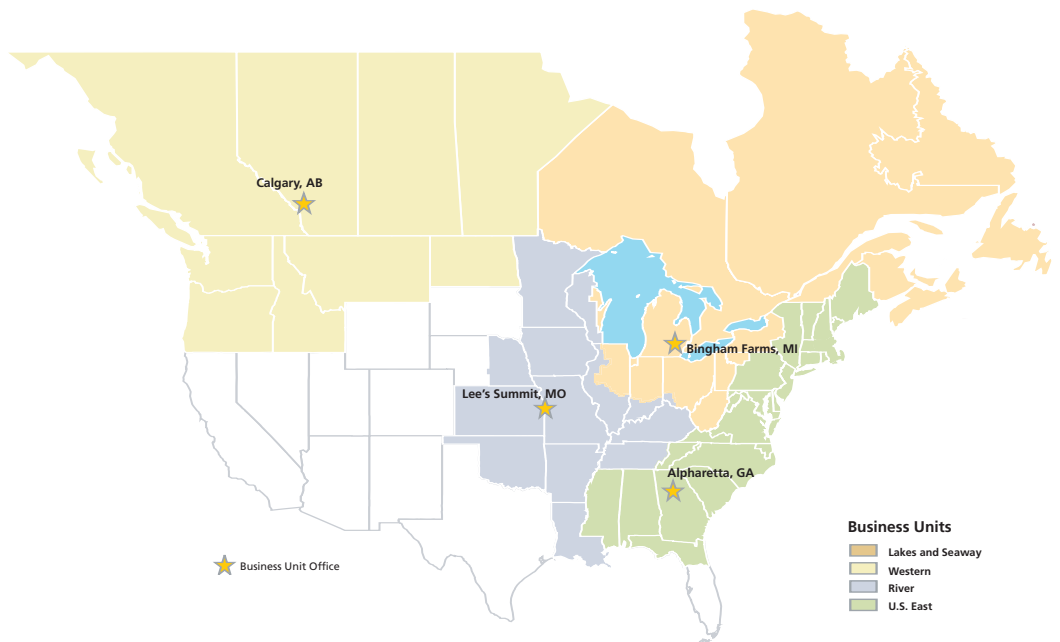 Calgary, AB
Bingham Farms, MI
Lee's Summit, MO
Alpharetta, GA
Business Unit Office
Business Units
Lakes and Seaway
Western
River
U.S. East